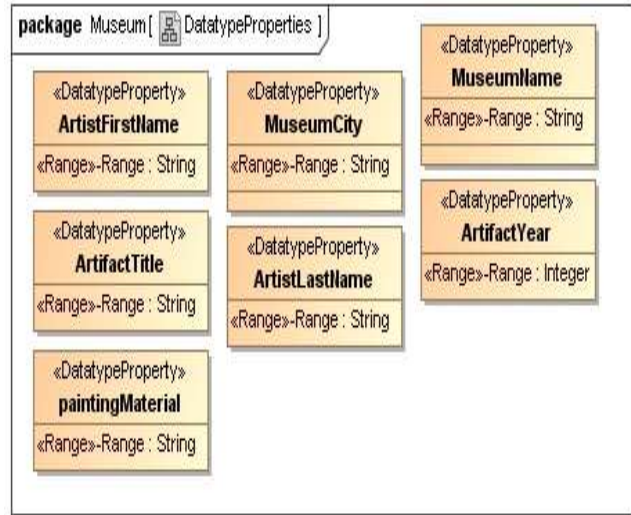 package Museum[ DatatypeProperties ]
«DatatypeProperty»
ArtistFirstName
«Range»-Range : String
«DatatypeProperty»
MuseumCity
«Range»-Range : String
«DatatypeProperty»
MuseumName
«Range»-Range : String
«DatatypeProperty»
ArtifactTitle
«Range»-Range : String
«DatatypeProperty»
ArtistLastName
«Range»-Range : String
«DatatypeProperty»
ArtifactYear
«Range»-Range : Integer
«DatatypeProperty»
paintingMaterial
«Range»-Range : String